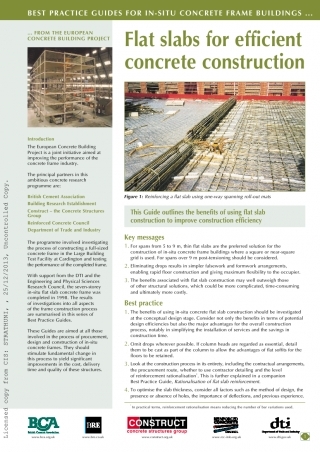 BEST PRACTICE GUIDES FOR IN-SITU CONCRETE FRAME BUILDINGS ...
... FROM THE EUROPEAN
CONCRETE BUILDING PROJECT
Flat slabs for efficient
concrete construction
Introduction
The European Concrete Building
Project is a joint initiative aimed at
improving the performance of the
concrete frame industry.
The principal partners in this
ambitious concrete research
programme are:
British Cement Association
Building Research Establishment
Construct – the Concrete Structures
Group
Reinforced Concrete Council
Department of Trade and Industry
The programme involved investigating
the process of constructing a full-sized
concrete frame in the Large Building
Test Facility at Cardington and testing
the performance of the completed frame.
With support from the DTI and the
Engineering and Physical Sciences
Research Council, the seven-storey
in-situ flat slab concrete frame was
completed in 1998. The results
of investigations into all aspects
of the frame construction process
are summarised in this series of
Best Practice Guides.
These Guides are aimed at all those
involved in the process of procurement,
design and construction of in-situ
concrete frames. They should
stimulate fundamental change in
this process to yield significant
improvements in the cost, delivery
time and quality of these structures.
Figure 1: Reinforcing a flat slab using one-way spanning roll-out mats
This Guide outlines the benefits of using flat slab
construction to improve construction efficiency
Key messages
1. For spans from 5 to 9 m, thin flat slabs are the preferred solution for the
construction of in-situ concrete frame buildings where a square or near-square
grid is used. For spans over 9 m post-tensioning should be considered.
2. Eliminating drops results in simpler falsework and formwork arrangements,
enabling rapid floor construction and giving maximum flexibility to the occupier.
3. The benefits associated with flat slab construction may well outweigh those
of other structural solutions, which could be more complicated, time-consuming
and ultimately more costly.
Best practice
1. The benefits of using in-situ concrete flat slab construction should be investigated
at the conceptual design stage. Consider not only the benefits in terms of potential
design efficiencies but also the major advantages for the overall construction
process, notably in simplifying the installation of services and the savings in
construction time.
2. Omit drops wherever possible. If column heads are regarded as essential, detail
them to be cast as part of the column to allow the advantages of flat soffits for the
floors to be retained.
3. Look at the construction process in its entirety, including the contractual arrangements,
the procurement route, whether to use contractor detailing and the level
of reinforcement rationalisation*. This is further explained in a companion
Best Practice Guide, Rationalisation of flat slab reinforcement.
4. To optimise the slab thickness, consider all factors such as the method of design, the
presence or absence of holes, the importance of deflections, and previous experience.
* In practical terms, reinforcement rationalisation means reducing the number of bar variations used.
BCA
British Cement Association
BRE
CONSTRUCT
concrete structures group
dti
Department of Trade and Industry
www.bca.org.uk
www.bre.co.uk
www.construct.org.uk
www.rcc-info.org.uk
www.dti.gov.uk
Licensed copy from CIS: STRATHUNI, , 25/12/2013, Uncontrolled Copy.